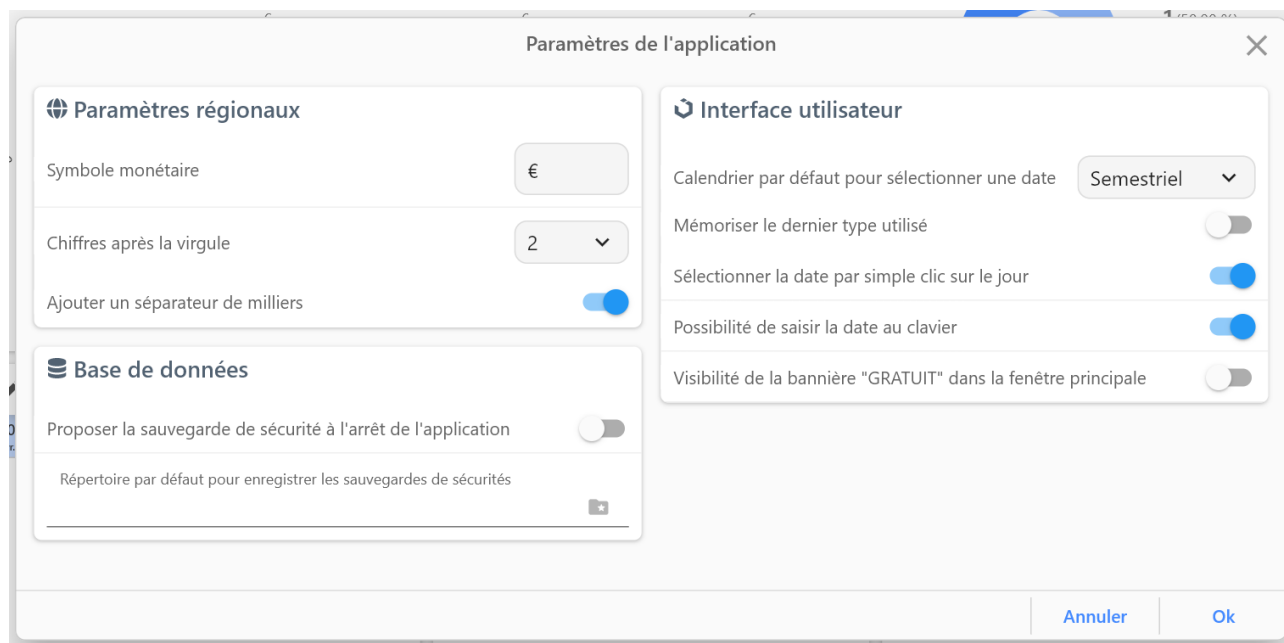 1 (50,00 %)
Paramètres de l'application
Paramètres régionaux
Symbole monétaire
€
Chiffres après la virgule
2
Ajouter un séparateur de milliers
Base de données
Proposer la sauvegarde de sécurité à l'arrêt de l'application
Répertoire par défaut pour enregistrer les sauvegardes de sécurités
Interface utilisateur
Calendrier par défaut pour sélectionner une date
Semestriel
Mémoriser le dernier type utilisé
Sélectionner la date par simple clic sur le jour
Possibilité de saisir la date au clavier
Visibilité de la bannière "GRATUIT" dans la fenêtre principale
Annuler
Ok